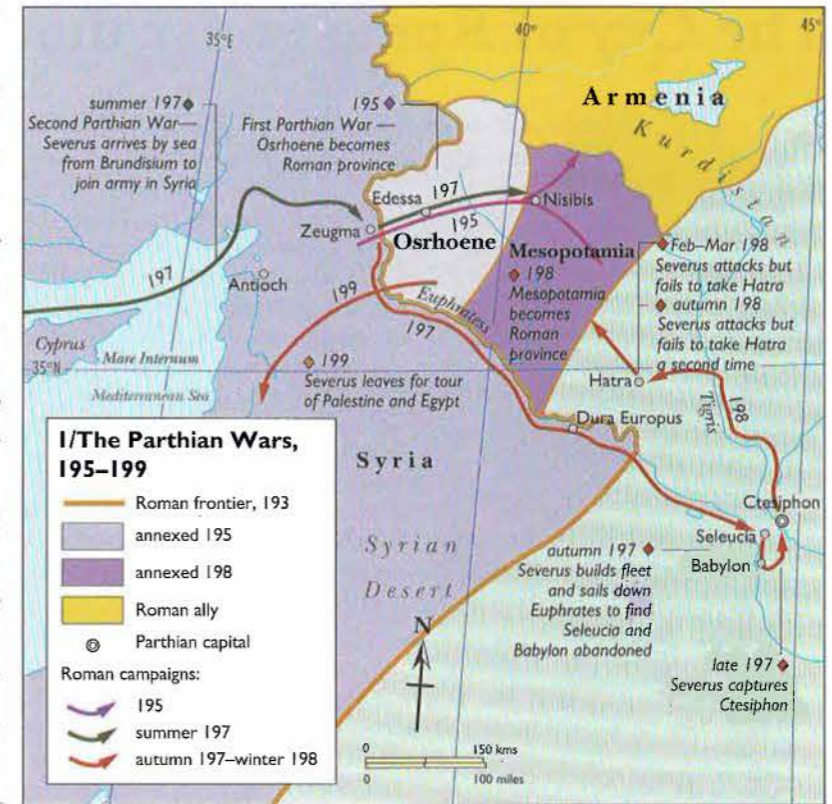 35°E
40°
45°
summer 197
Second Parthian War—
Severus arrives by sea
from Brundisium to
join army in Syria
195
First Parthian War —
Osrhoene becomes
Roman province
Armenia
Kurdistan
Edessa
197
Nisibis
Zeugma
195
Osrhoene
Mesopotamia
198
Mesopotamia
becomes
Roman
province
Feb–Mar 198
Severus attacks but
fails to take Hatra
autumn 198
Severus attacks but
fails to take Hatra
a second time
197
Antioch
199
Euphratess
197
Cyprus
35°N
Mare Internum
Mediterranean Sea
199
Severus leaves for tour
of Palestine and Egypt
Hatra
Tigris
198
Dura Europus
Syria
Syrian
Desert
Ctesiphon
Seleucia
Babylon
autumn 197
Severus builds fleet
and sails down
Euphrates to find
Seleucia and
Babylon abandoned
late 197
Severus captures
Ctesiphon
N
0 150 kms
0 100 miles
1/The Parthian Wars,
195–199
Roman frontier, 193
annexed 195
annexed 198
Roman ally
Parthian capital
Roman campaigns:
195
summer 197
autumn 197–winter 198